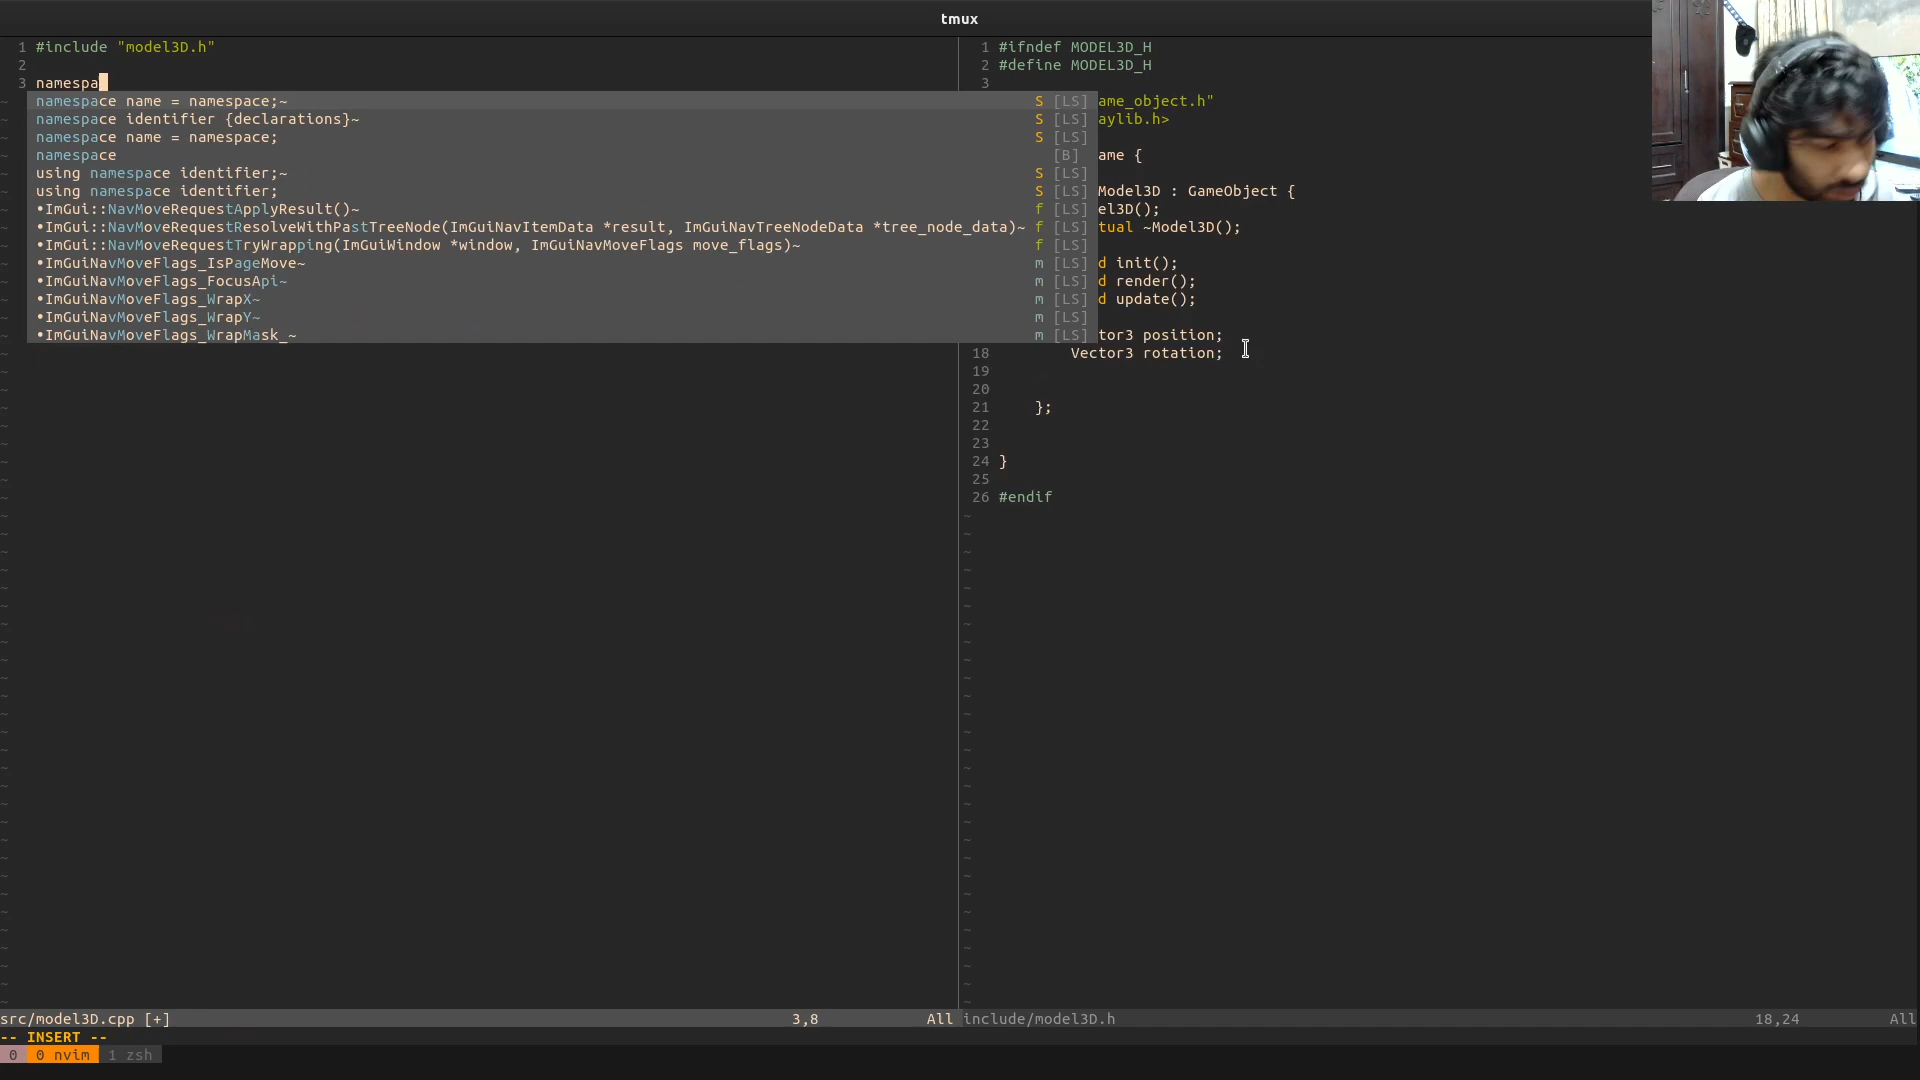 tmux
1 #include "model3D.h"
2
3 namespa
namespace name = namespace;~ S [LS]
namespace identifier {declarations}~ S [LS]
namespace name = namespace; S [LS]
namespace [B]
using namespace identifier;~ S [LS]
using namespace identifier; S [LS]
•ImGui::NavMoveRequestApplyResult()~ f [LS]
•ImGui::NavMoveRequestResolveWithPastTreeNode(ImGuiNavItemData *result, ImGuiNavTreeNodeData *tree_node_data)~ f [LS]
•ImGui::NavMoveRequestTryWrapping(ImGuiWindow *window, ImGuiNavMoveFlags move_flags)~ f [LS]
•ImGuiNavMoveFlags_IsPageMove~ m [LS]
•ImGuiNavMoveFlags_FocusApi~ m [LS]
•ImGuiNavMoveFlags_WrapX~ m [LS]
•ImGuiNavMoveFlags_WrapY~ m [LS]
•ImGuiNavMoveFlags_WrapMask_~ m [LS]
1 #ifndef MODEL3D_H
2 #define MODEL3D_H
3
ame_object.h"
aylib.h>
ame {
Model3D : GameObject {
el3D();
tual ~Model3D();
d init();
d render();
d update();
tor3 position;
18 Vector3 rotation;
19
20
21 };
22
23
24 }
25
26 #endif
src/model3D.cpp [+] 3,8 All
include/model3D.h 18,24 All
-- INSERT --
0 0 nvim 1 zsh